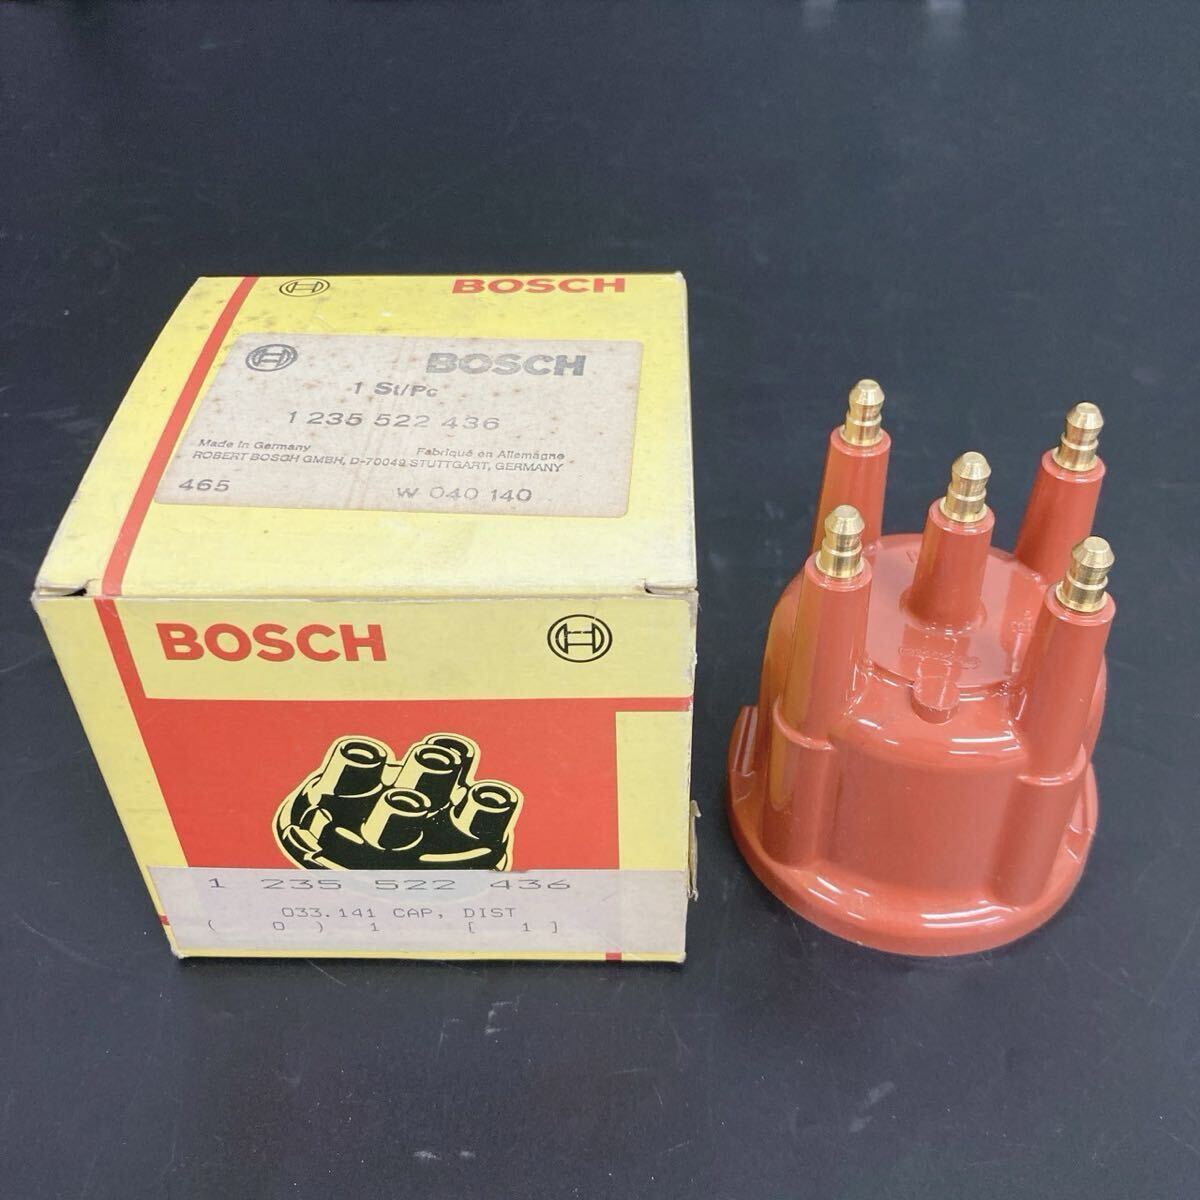 BOSCH
BOSCH
1 St/Pc
1 235 522 436
Made in Germany Fabriqué en Allemagne
ROBERT BOSCH GMBH, D-70049 STUTTGART, GERMANY
465 W 040 140
BOSCH
1 235 522 436
033.141 CAP, DIST
( 0 ) 1 [ 1 ]